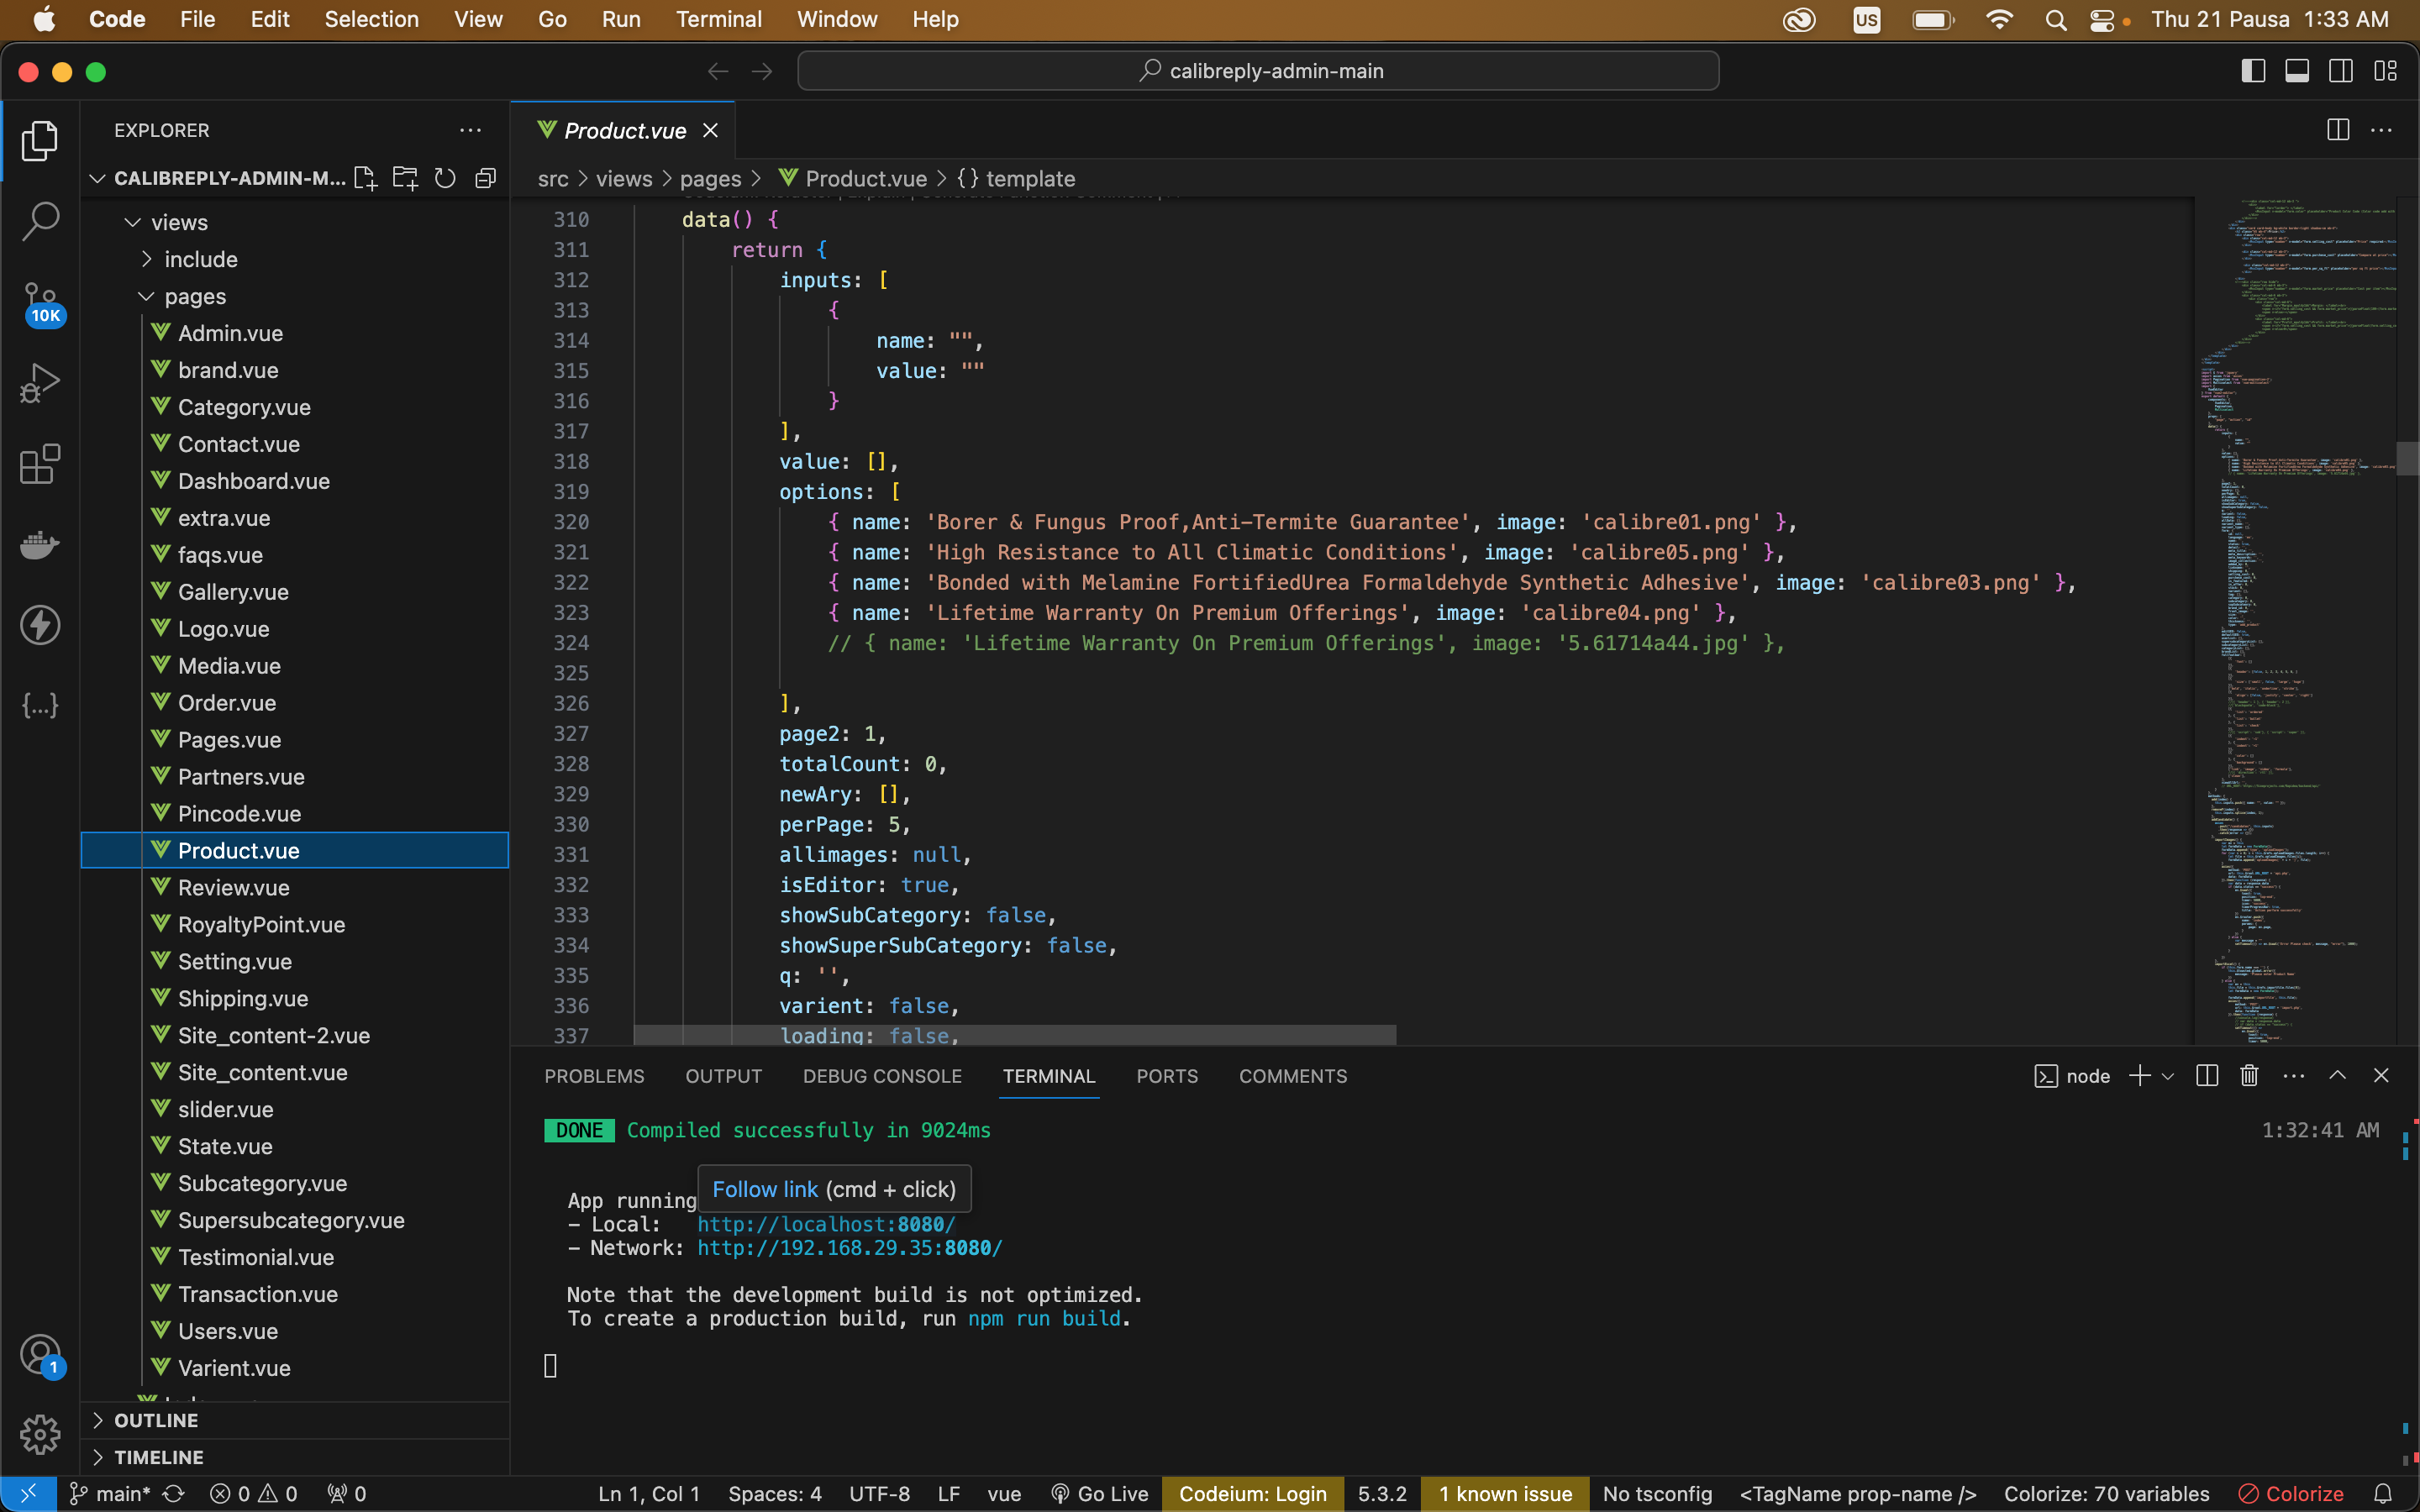 Code File Edit Selection View Go Run Terminal Window Help US Thu 21 Pausa 1:33 AM
calibreply-admin-main
EXPLORER
CALIBREPLY-ADMIN-M...
views
include
pages
Admin.vue
brand.vue
Category.vue
Contact.vue
Dashboard.vue
extra.vue
faqs.vue
Gallery.vue
Logo.vue
Media.vue
Order.vue
Pages.vue
Partners.vue
Pincode.vue
Product.vue
Review.vue
RoyaltyPoint.vue
Setting.vue
Shipping.vue
Site_content-2.vue
Site_content.vue
slider.vue
State.vue
Subcategory.vue
Supersubcategory.vue
Testimonial.vue
Transaction.vue
Users.vue
Varient.vue
OUTLINE
TIMELINE
10K
1
Product.vue
src > views > pages > Product.vue > {} template
310 data() {
311 return {
312 inputs: [
313 {
314 name: "",
315 value: ""
316 }
317 ],
318 value: [],
319 options: [
320 { name: 'Borer & Fungus Proof,Anti-Termite Guarantee', image: 'calibre01.png' },
321 { name: 'High Resistance to All Climatic Conditions', image: 'calibre05.png' },
322 { name: 'Bonded with Melamine FortifiedUrea Formaldehyde Synthetic Adhesive', image: 'calibre03.png' },
323 { name: 'Lifetime Warranty On Premium Offerings', image: 'calibre04.png' },
324 // { name: 'Lifetime Warranty On Premium Offerings', image: '5.61714a44.jpg' },
325
326 ],
327 page2: 1,
328 totalCount: 0,
329 newAry: [],
330 perPage: 5,
331 allimages: null,
332 isEditor: true,
333 showSubCategory: false,
334 showSuperSubCategory: false,
335 q: '',
336 varient: false,
337 loading: false,
PROBLEMS OUTPUT DEBUG CONSOLE TERMINAL PORTS COMMENTS node
DONE Compiled successfully in 9024ms 1:32:41 AM
Follow link (cmd + click)
App running
- Local: http://localhost:8080/
- Network: http://192.168.29.35:8080/
Note that the development build is not optimized.
To create a production build, run npm run build.
main* 0 0 0 Ln 1, Col 1 Spaces: 4 UTF-8 LF vue Go Live Codeium: Login 5.3.2 1 known issue No tsconfig <TagName prop-name /> Colorize: 70 variables Colorize